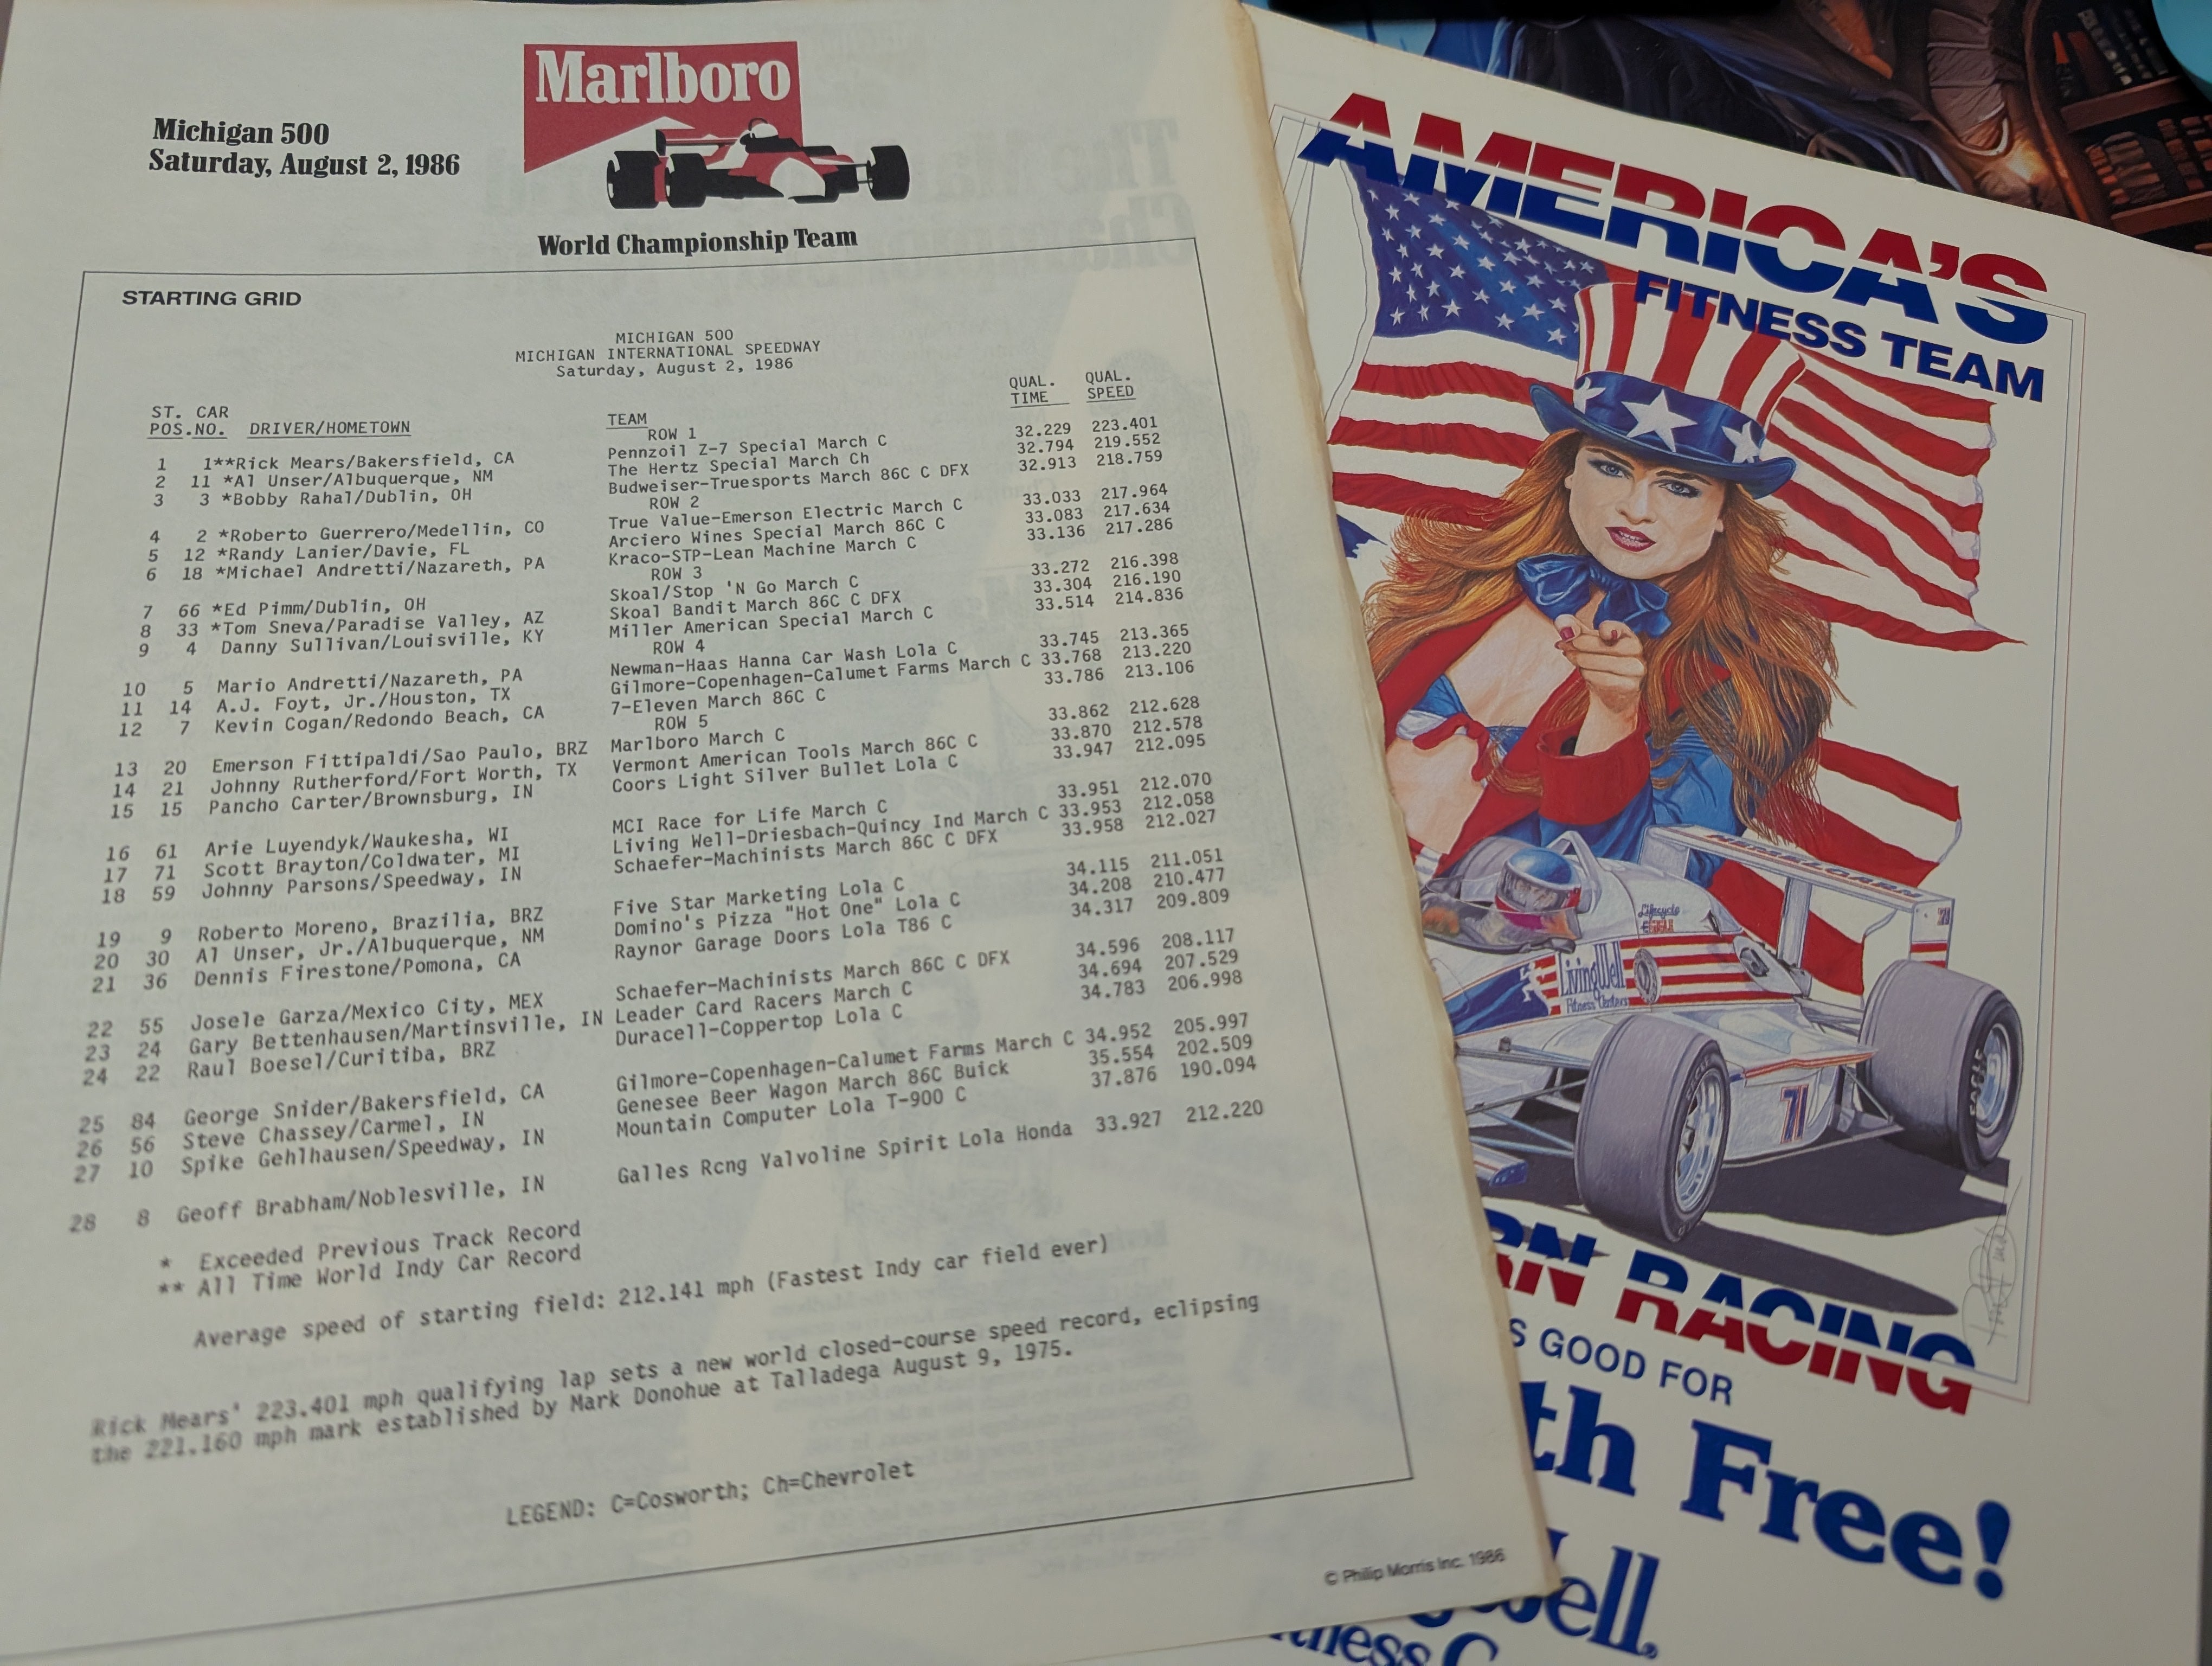 Marlboro
Michigan 500
Saturday, August 2, 1986
World Championship Team
STARTING GRID
MICHIGAN 500
MICHIGAN INTERNATIONAL SPEEDWAY
Saturday, August 2, 1986
ST. CAR QUAL. QUAL.
POS.NO. DRIVER/HOMETOWN TEAM TIME SPEED
ROW 1
1 1**Rick Mears/Bakersfield, CA Pennzoil Z-7 Special March C 32.229 223.401
2 11 *Al Unser/Albuquerque, NM The Hertz Special March Ch 32.794 219.552
3 3 *Bobby Rahal/Dublin, OH Budweiser-Truesports March 86C C DFX 32.913 218.759
ROW 2
4 2 *Roberto Guerrero/Medellin, CO True Value-Emerson Electric March C 33.033 217.964
5 12 *Randy Lanier/Davie, FL Arciero Wines Special March 86C C 33.083 217.634
6 18 *Michael Andretti/Nazareth, PA Kraco-STP-Lean Machine March C 33.136 217.286
ROW 3
7 66 *Ed Pimm/Dublin, OH Skoal/Stop 'N Go March C 33.272 216.398
8 33 *Tom Sneva/Paradise Valley, AZ Skoal Bandit March 86C C DFX 33.304 216.190
9 4 Danny Sullivan/Louisville, KY Miller American Special March C 33.514 214.836
ROW 4
10 5 Mario Andretti/Nazareth, PA Newman-Haas Hanna Car Wash Lola C 33.745 213.365
11 14 A.J. Foyt, Jr./Houston, TX Gilmore-Copenhagen-Calumet Farms March C 33.768 213.220
12 7 Kevin Cogan/Redondo Beach, CA 7-Eleven March 86C C 33.786 213.106
ROW 5
13 20 Emerson Fittipaldi/Sao Paulo, BRZ Marlboro March C 33.862 212.628
14 21 Johnny Rutherford/Fort Worth, TX Vermont American Tools March 86C C 33.870 212.578
15 15 Pancho Carter/Brownsburg, IN Coors Light Silver Bullet Lola C 33.947 212.095
16 61 Arie Luyendyk/Waukesha, WI MCI Race for Life March C 33.951 212.070
17 71 Scott Brayton/Coldwater, MI Living Well-Driesbach-Quincy Ind March C 33.953 212.058
18 59 Johnny Parsons/Speedway, IN Schaefer-Machinists March 86C C DFX 33.958 212.027
19 9 Roberto Moreno, Brazilia, BRZ Five Star Marketing Lola C 34.115 211.051
20 30 Al Unser, Jr./Albuquerque, NM Domino's Pizza "Hot One" Lola C 34.208 210.477
21 36 Dennis Firestone/Pomona, CA Raynor Garage Doors Lola T86 C 34.317 209.809
22 55 Josele Garza/Mexico City, MEX Schaefer-Machinists March 86C C DFX 34.596 208.117
23 24 Gary Bettenhausen/Martinsville, IN Leader Card Racers March C 34.694 207.529
24 22 Raul Boesel/Curitiba, BRZ Duracell-Coppertop Lola C 34.783 206.998
25 84 George Snider/Bakersfield, CA Gilmore-Copenhagen-Calumet Farms March C 34.952 205.997
26 56 Steve Chassey/Carmel, IN Genesee Beer Wagon March 86C Buick 35.554 202.509
27 10 Spike Gehlhausen/Speedway, IN Mountain Computer Lola T-900 C 37.876 190.094
28 8 Geoff Brabham/Noblesville, IN Galles Rcng Valvoline Spirit Lola Honda 33.927 212.220
* Exceeded Previous Track Record
** All Time World Indy Car Record
Average speed of starting field: 212.141 mph (Fastest Indy car field ever)
Rick Mears' 223.401 mph qualifying lap sets a new world closed-course speed record, eclipsing
the 221.160 mph mark established by Mark Donohue at Talladega August 9, 1975.
LEGEND: C=Cosworth; Ch=Chevrolet
© Philip Morris Inc. 1986
AMERICA'S
FITNESS TEAM
Lifecycle
EAGLE
LivingWell
Fitness Centers
71
EAGLE
RN RACING
S GOOD FOR
th Free!
Well
tness C